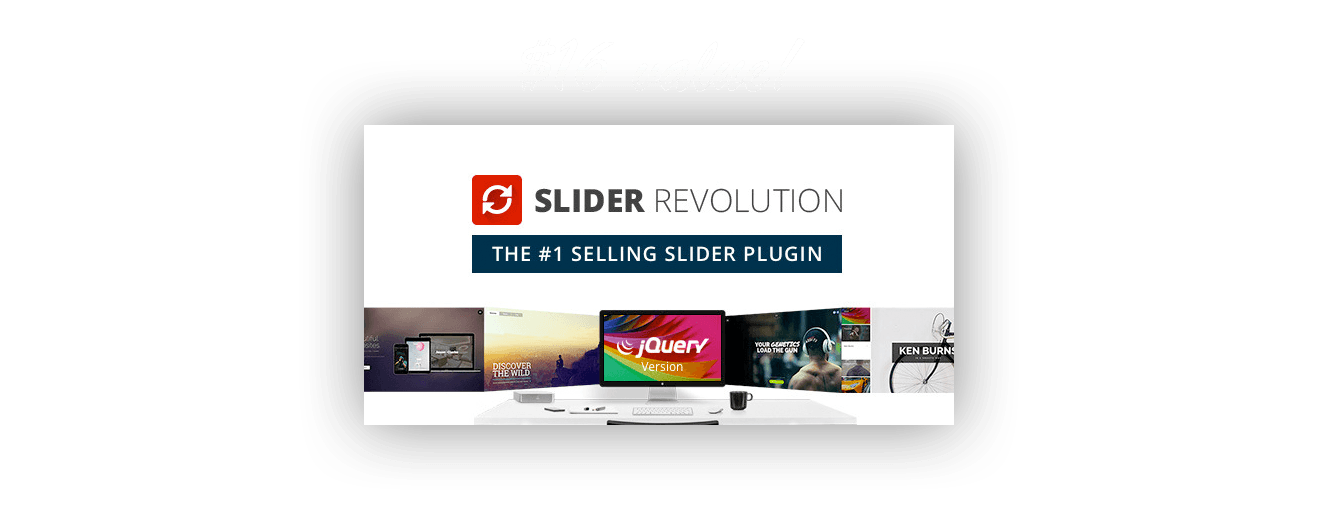 SLIDER REVOLUTION
THE #1 SELLING SLIDER PLUGIN
DISCOVER
THE WILD
jQuery
Version
YOUR GENETICS
LOAD THE GUN
KEN BURNS